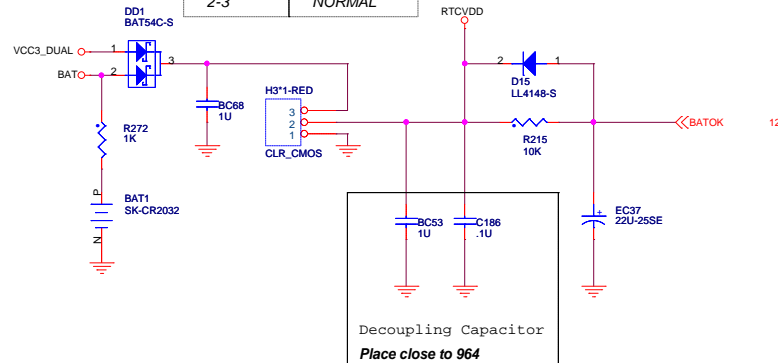 2-3 NORMAL
DD1
BAT54C-S
RTCVDD
VCC3_DUAL
1
BAT
2
3
2
1
D15
LL4148-S
H3*1-RED
3
2
1
BC68
1U
R272
1K
CLR_CMOS
R215
10K
BATOK
12
BAT1
SK-CR2032
P
N
BC53
1U
C186
.1U
EC37
22U-25SE
+
Decoupling Capacitor
Place close to 964